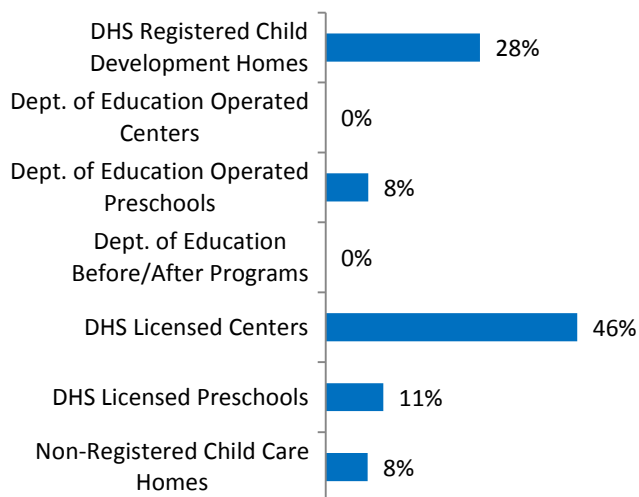 DHS Registered Child
Development Homes
28%
Dept. of Education Operated
Centers
0%
Dept. of Education Operated
Preschools
8%
Dept. of Education
Before/After Programs
0%
DHS Licensed Centers
46%
DHS Licensed Preschools
11%
Non-Registered Child Care
Homes
8%